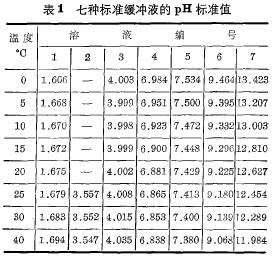 表1 七种标准缓冲液的 pH 标准值
温度 °C 溶 液 编 号
1 2 3 4 5 6 7
0 1.666 — 4.003 6.984 7.534 9.464 13.423
5 1.668 — 3.999 6.951 7.500 9.395 13.207
10 1.670 — 3.998 6.923 7.472 9.332 13.003
15 1.672 — 3.999 6.900 7.448 9.296 12.810
20 1.675 — 4.002 6.881 7.429 9.225 12.627
25 1.679 3.557 4.008 6.865 7.413 9.180 12.454
30 1.683 3.552 4.015 6.853 7.400 9.139 12.289
40 1.694 3.547 4.035 6.838 7.380 9.068 11.984